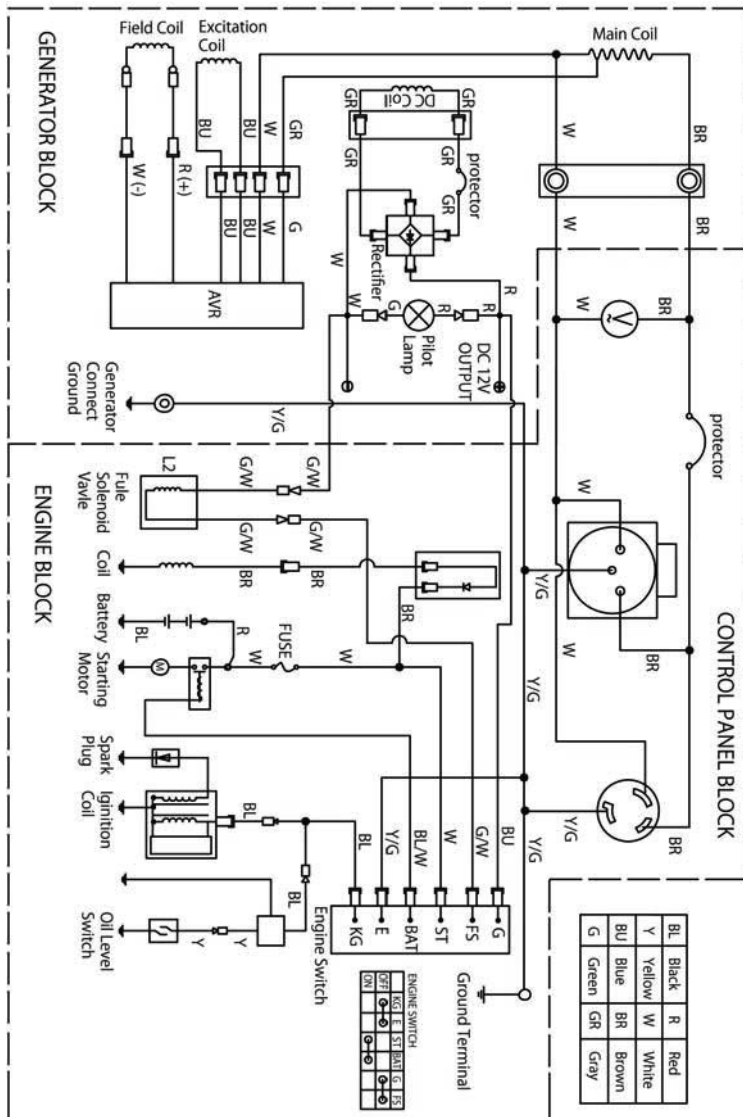 GENERATOR BLOCK
Field Coil
Excitation
Coil
Main Coil
DC Coil
GR
GR
GR
GR
GR
protector
BU
BU
W
GR
W
BR
W (-)
R (+)
BU
BU
W
G
AVR
Rectifier
W
W
G
R
R
R
Pilot
Lamp
DC 12V
OUTPUT
Generator
Connect
Ground
Y/G
CONTROL PANEL BLOCK
W
BR
W
BR
V
~
protector
W
Y/G
BR
W
Y/G
BR
ENGINE BLOCK
L2
Fule
Solenoid
Vavle
G/W
G/W
G/W
G/W
Coil
BR
BR
BR
Battery
BL
R
Starting
Motor
M
W
FUSE
W
Spark
Plug
Iginition
Coil
BL
BL
Oil Level
Switch
Y
Y
Y/G
Y/G
Y/G
BL
Y/G
BL/W
W
G/W
BU
KG
E
BAT
ST
FS
G
Engine Switch
Ground Terminal
ENGINE SWITCH
KG E ST BAT G FS
OFF
ON
BL Black R Red
Y Yellow W White
BU Blue BR Brown
G Green GR Gray